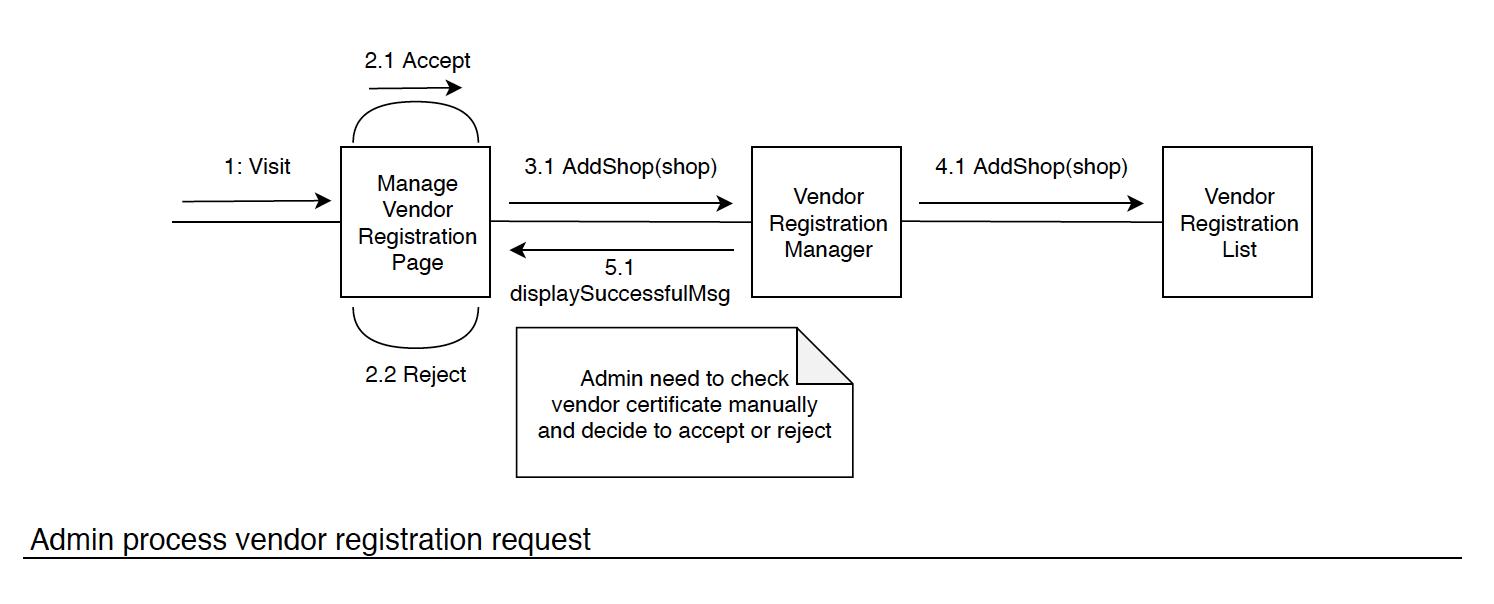 2.1 Accept
1: Visit
Manage
Vendor
Registration
Page
2.2 Reject
3.1 AddShop(shop)
5.1
displaySuccessfulMsg
Vendor
Registration
Manager
4.1 AddShop(shop)
Vendor
Registration
List
Admin need to check
vendor certificate manually
and decide to accept or reject
Admin process vendor registration request